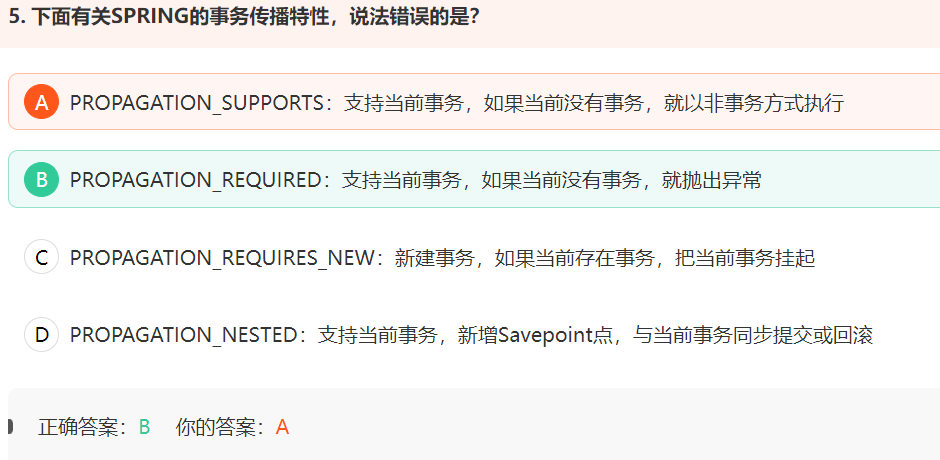 5. 下面有关SPRING的事务传播特性，说法错误的是？
A PROPAGATION_SUPPORTS：支持当前事务，如果当前没有事务，就以非事务方式执行
B PROPAGATION_REQUIRED：支持当前事务，如果当前没有事务，就抛出异常
C PROPAGATION_REQUIRES_NEW：新建事务，如果当前存在事务，把当前事务挂起
D PROPAGATION_NESTED：支持当前事务，新增Savepoint点，与当前事务同步提交或回滚
正确答案：B 你的答案：A